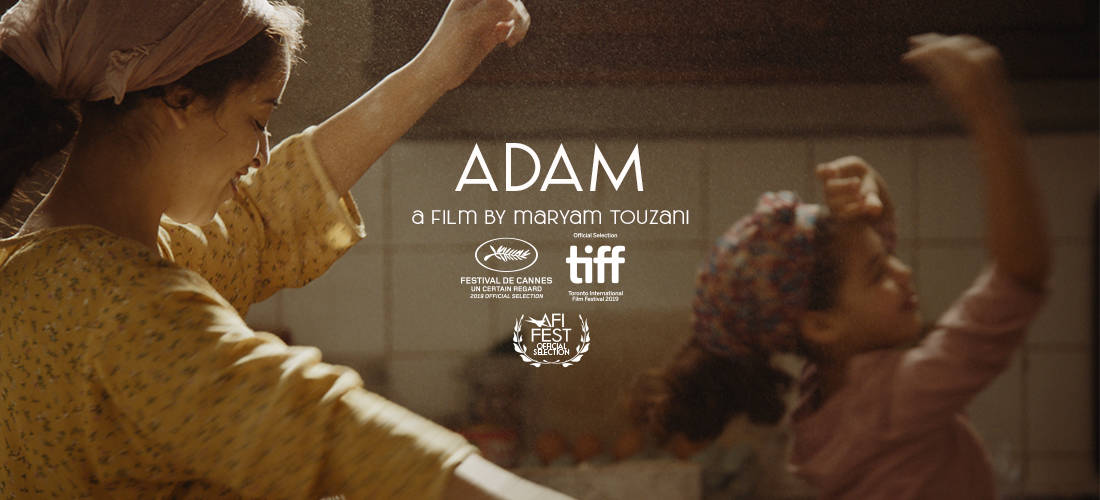 ADAM
a FILM BY MARYAM TOUZANI
FESTIVAL DE CANNES
UN CERTAIN REGARD
2019 OFFICIAL SELECTION
Official Selection
tiff
Toronto International
Film Festival 2019
AFI
FEST
OFFICIAL
SELECTION